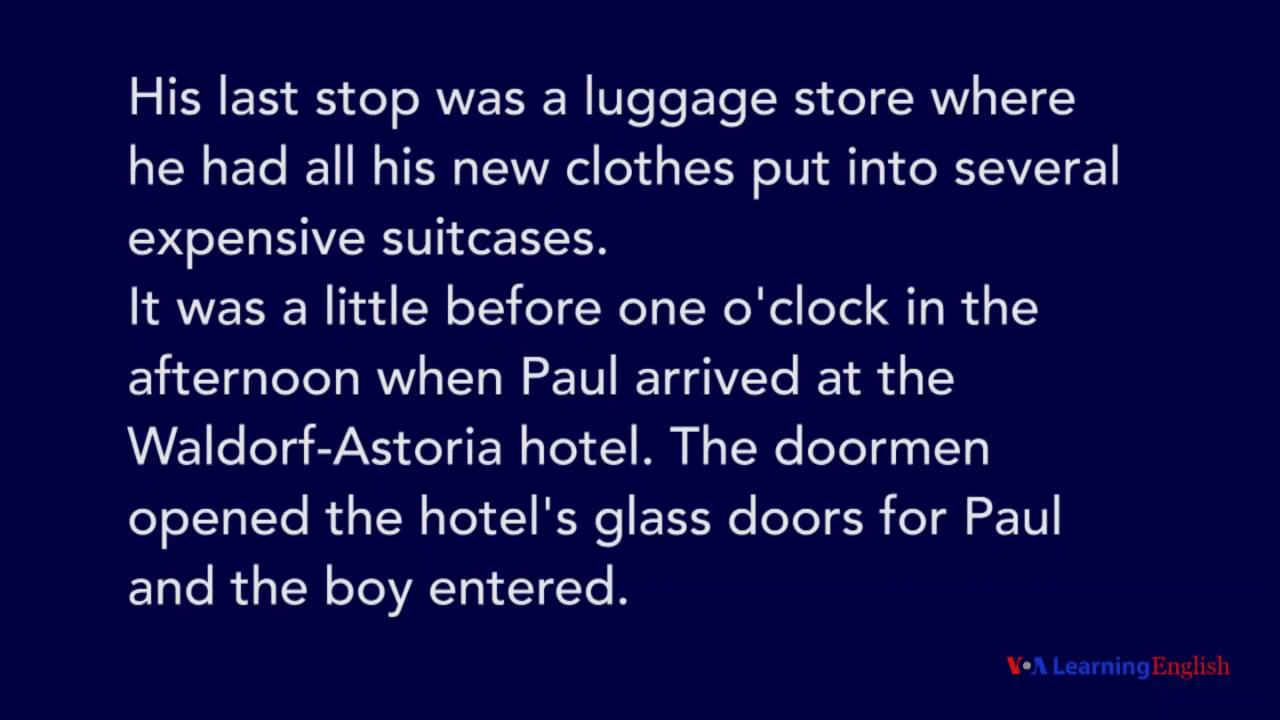 His last stop was a luggage store where
he had all his new clothes put into several
expensive suitcases.
It was a little before one o'clock in the
afternoon when Paul arrived at the
Waldorf-Astoria hotel. The doormen
opened the hotel's glass doors for Paul
and the boy entered.
VOA Learning English